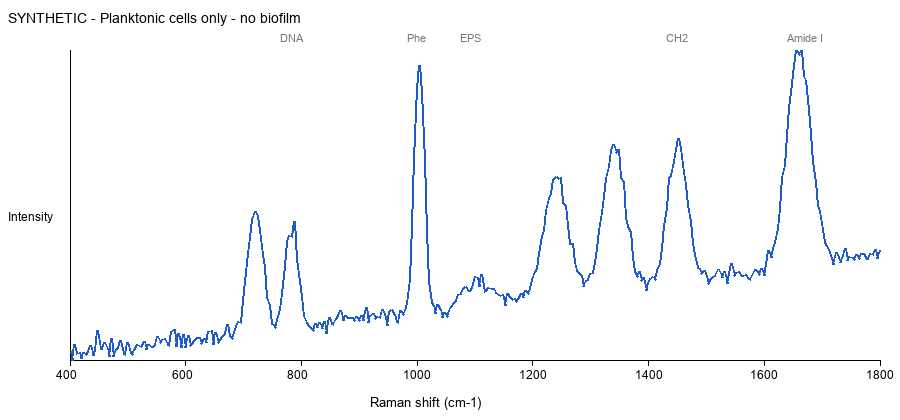 SYNTHETIC - Planktonic cells only - no biofilm
DNA Phe EPS CH2 Amide I
Intensity
400 600 800 1000 1200 1400 1600 1800
Raman shift (cm-1)